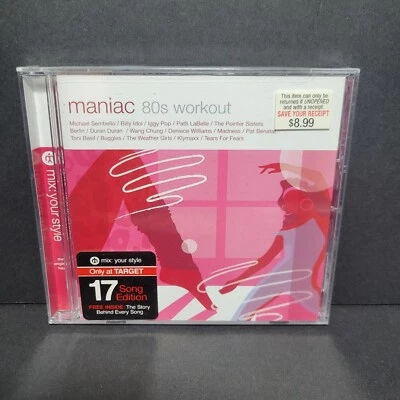 maniac 80s workout
Michael Sembello / Billy Idol / Iggy Pop / Patti LaBelle / The Pointer Sisters
Berlin / Duran Duran / Wang Chung / Deniece Williams / Madness / Pat Benatar
Toni Basil / Buggles / The Weather Girls / Klymaxx / Tears For Fears
This item can only be
returned if UNOPENED
and with a receipt.
SAVE YOUR RECEIPT
$8.99
mix: your style
mix: your style
Only at TARGET
17 Song
Edition
FREE INSIDE: The Story
Behind Every Song